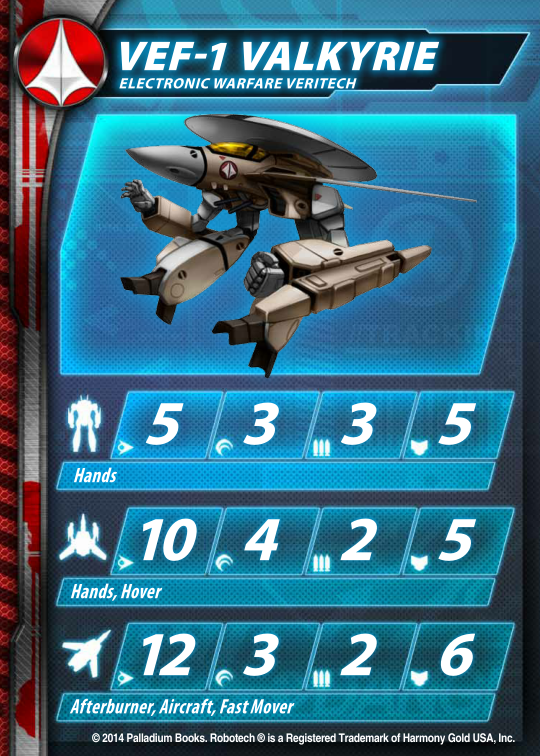 VEF-1 VALKYRIE
ELECTRONIC WARFARE VERITECH
5 3 3 5
Hands
10 4 2 5
Hands, Hover
12 3 2 6
Afterburner, Aircraft, Fast Mover
© 2014 Palladium Books. Robotech ® is a Registered Trademark of Harmony Gold USA, Inc.